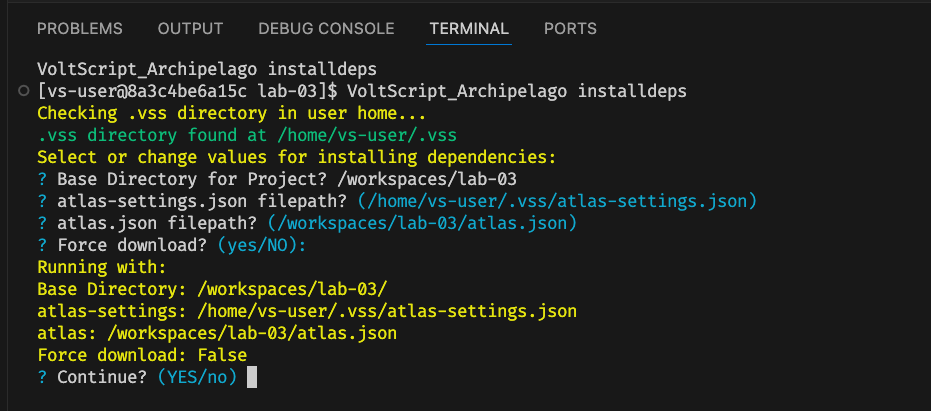 PROBLEMS OUTPUT DEBUG CONSOLE TERMINAL PORTS
VoltScript_Archipelago installdeps
[vs-user@8a3c4be6a15c lab-03]$ VoltScript_Archipelago installdeps
Checking .vss directory in user home...
.vss directory found at /home/vs-user/.vss
Select or change values for installing dependencies:
? Base Directory for Project? /workspaces/lab-03
? atlas-settings.json filepath? (/home/vs-user/.vss/atlas-settings.json)
? atlas.json filepath? (/workspaces/lab-03/atlas.json)
? Force download? (yes/NO):
Running with:
Base Directory: /workspaces/lab-03/
atlas-settings: /home/vs-user/.vss/atlas-settings.json
atlas: /workspaces/lab-03/atlas.json
Force download: False
? Continue? (YES/no)